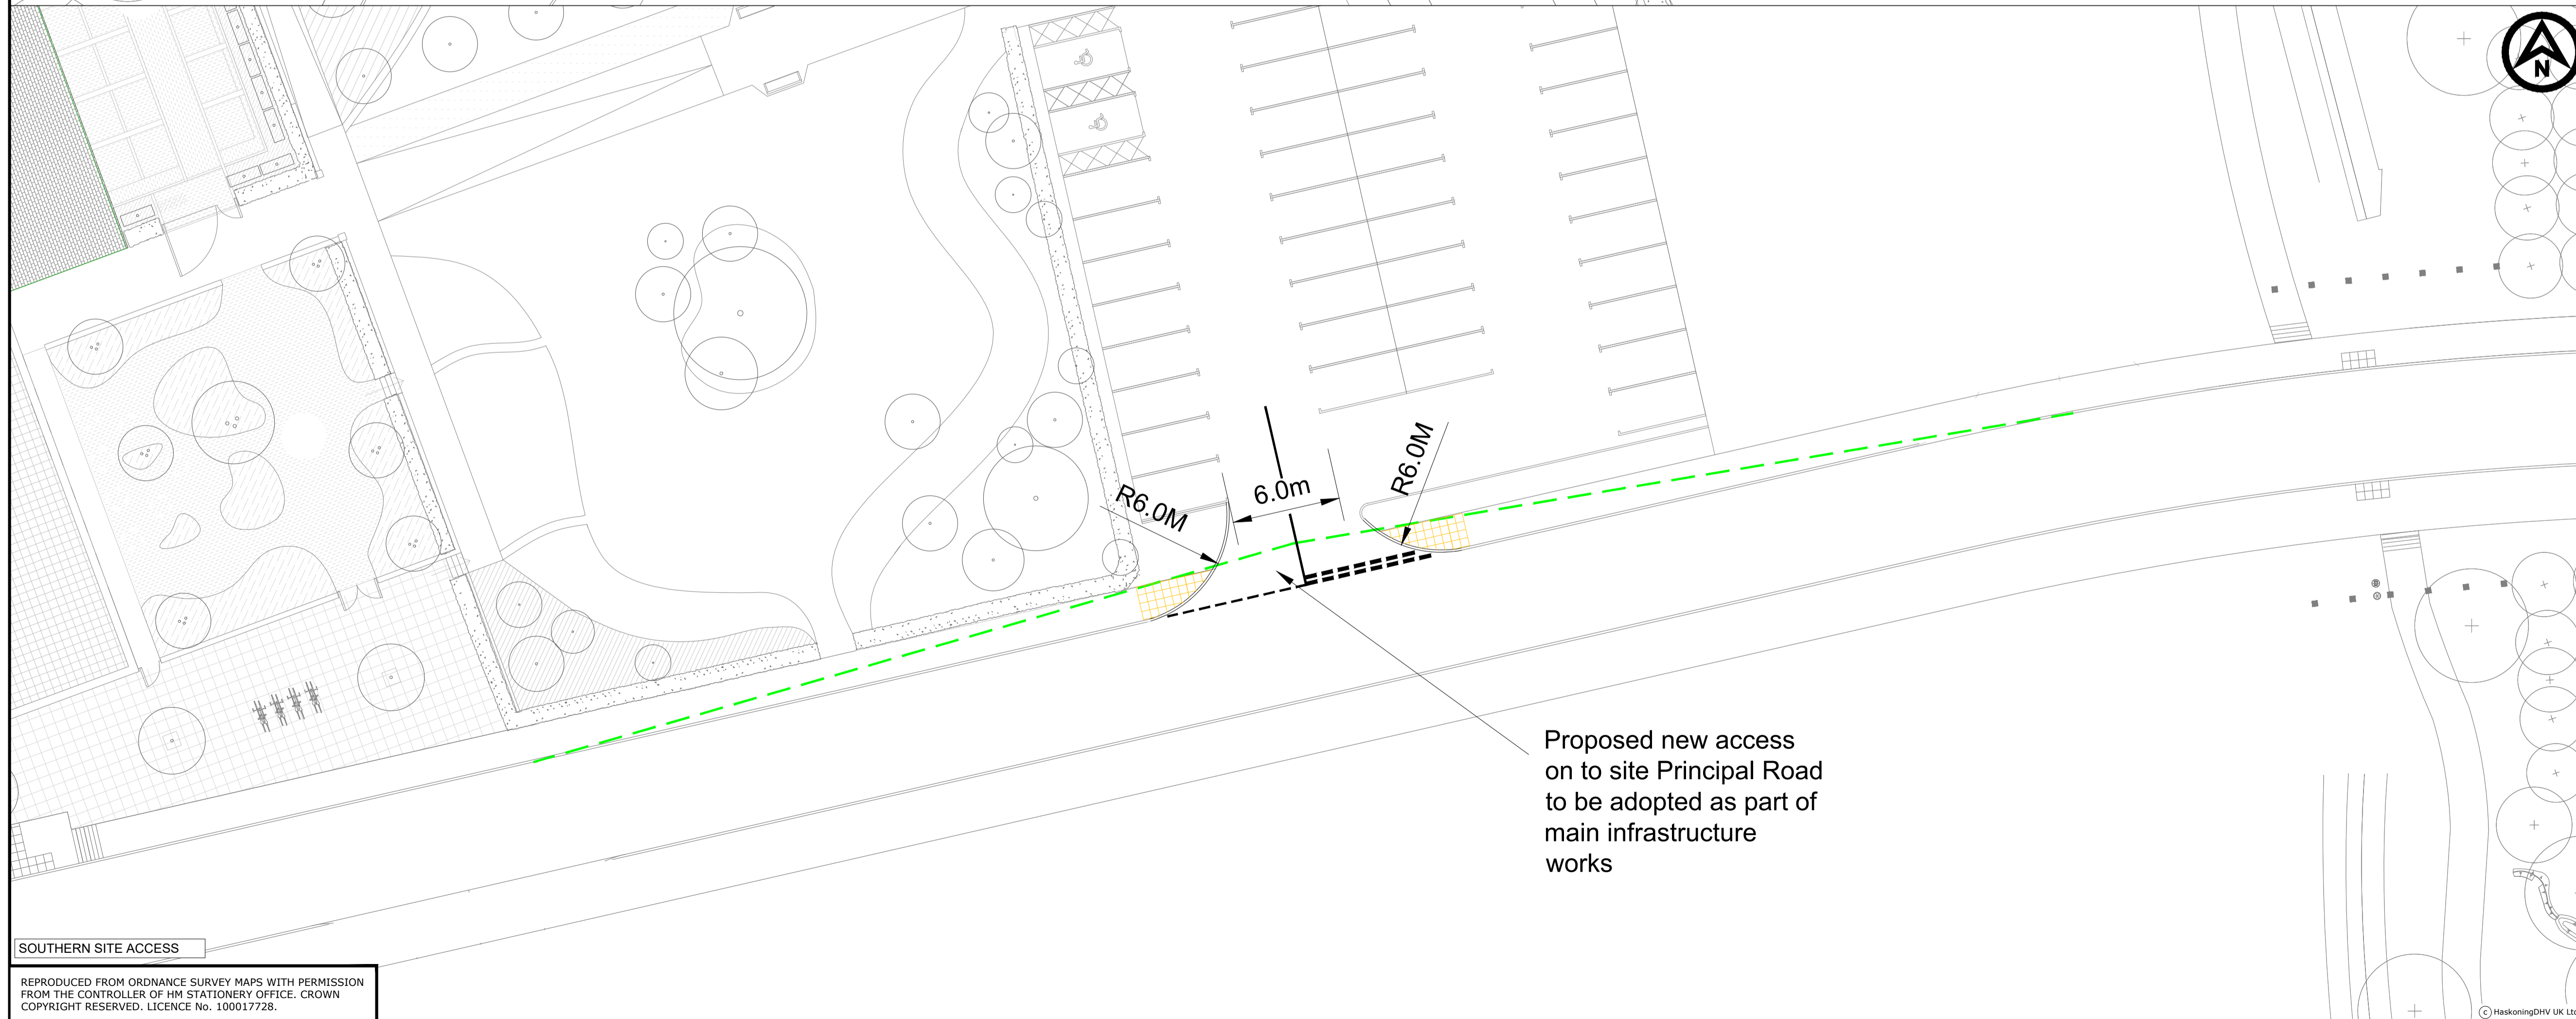 N
R6.0M
6.0m
R6.0M
Proposed new access
on to site Principal Road
to be adopted as part of
main infrastructure
works
SOUTHERN SITE ACCESS
REPRODUCED FROM ORDNANCE SURVEY MAPS WITH PERMISSION
FROM THE CONTROLLER OF HM STATIONERY OFFICE. CROWN
COPYRIGHT RESERVED. LICENCE No. 100017728.
© HaskoningDHV UK Ltd